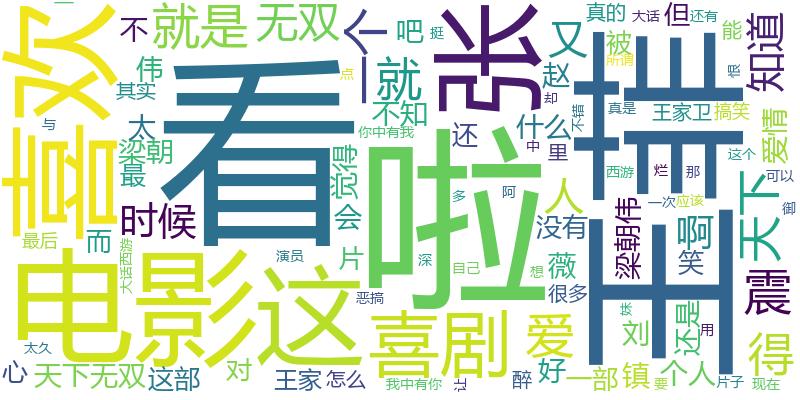 喜欢
不
就是
无双
一个
吧
挺
张
又
真的
大话
还有
但
被
能
知道
所谓
恨
伟
其实
看
就
不知
点
赵
却
非
不错
真是
王家卫
搞笑
爱情
与
太
梁朝
最
你中有我
还
什么
中
里
西游
烂
那
这个
时候
觉得
会
啦
多
阿
人
梁朝伟
一次
应该
可以
御
天下
啊
而
最后
大话西游
演员
片
深
自己
想
没有
薇
很多
笑
震
电影
这
恶搞
王
珠
刘
还是
用
喜剧
爱
得
太久
心
天下无双
这部
对
王家
怎么
我中有你
让
醉
好
一部
镇
要
个人
片子
现在